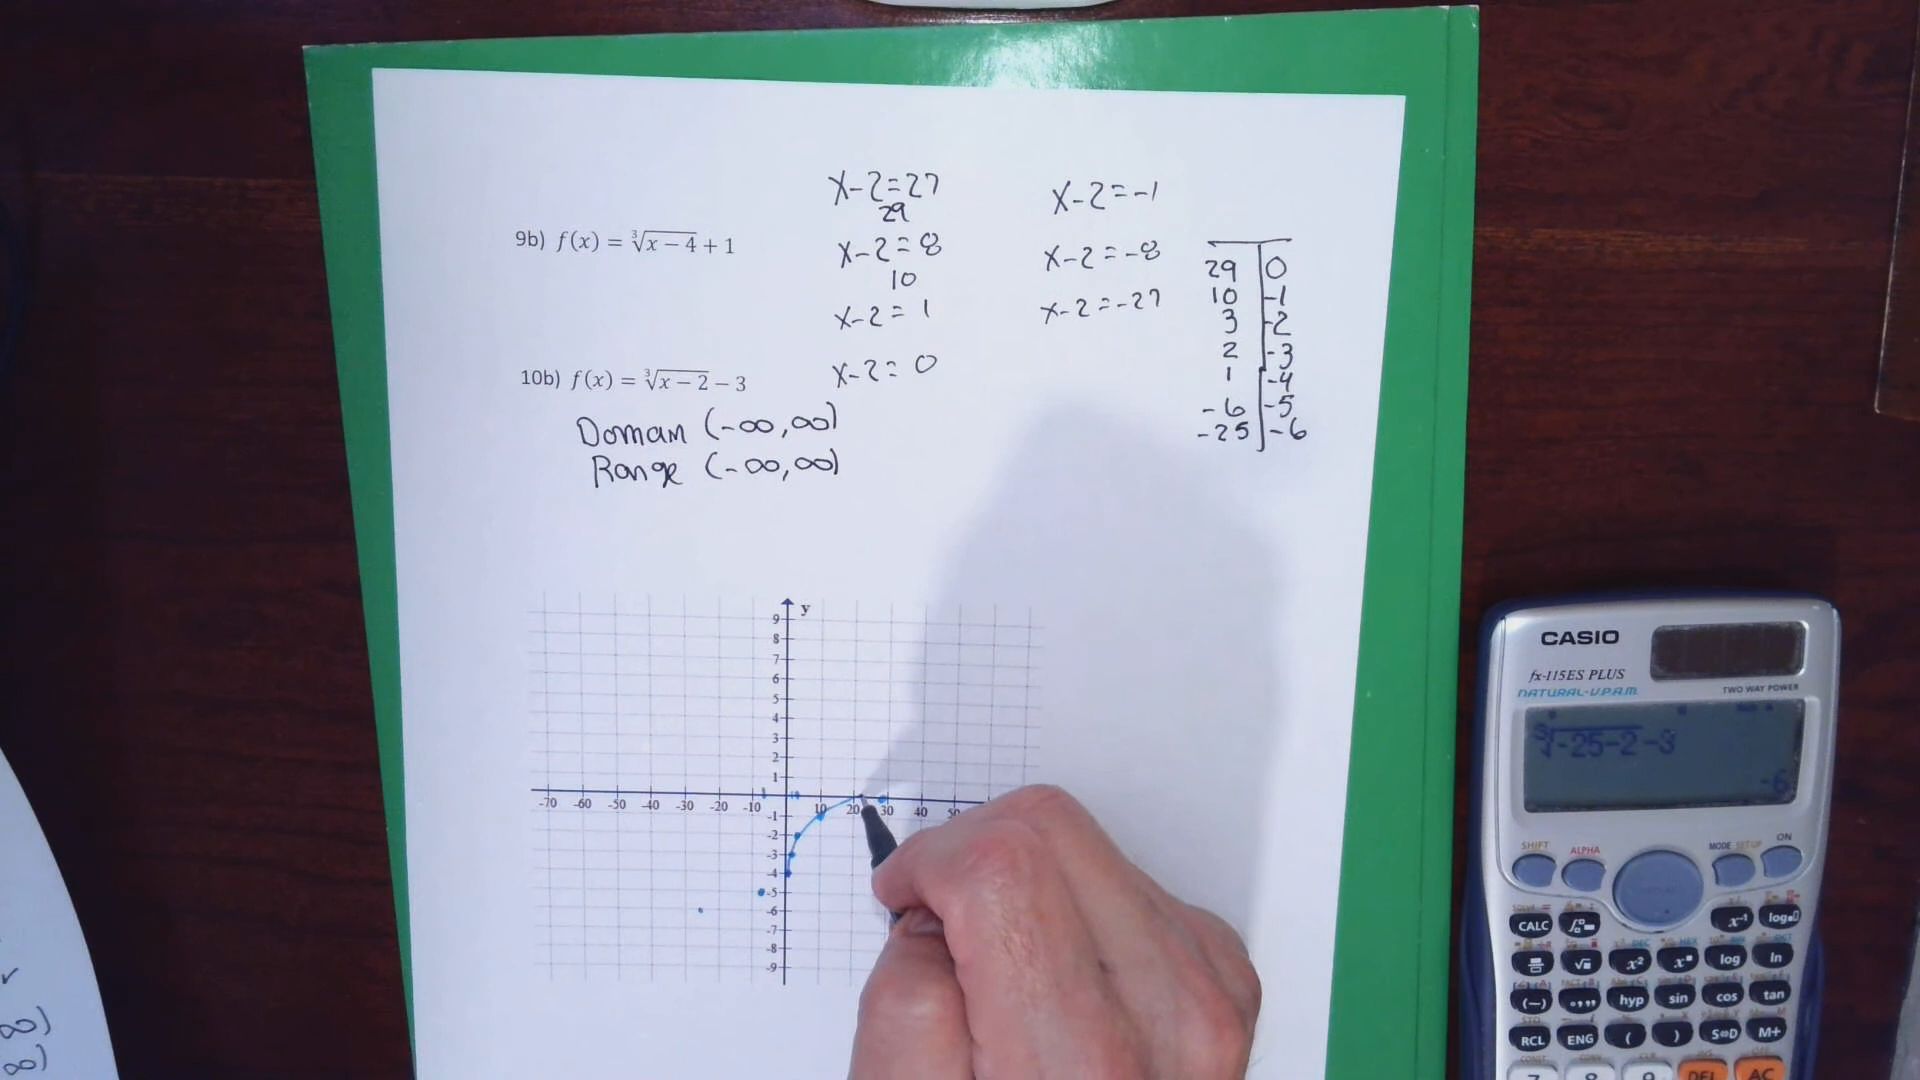 x-2=27
29
x-2=-1
9b) f(x) = ∛x − 4 + 1
x-2=8
10
x-2=-8
x-2=1
x-2=-27
10b) f(x) = ∛x − 2 − 3
x-2=0
Domain (-∞,∞)
Range (-∞,∞)
29 0
10 -1
3 -2
2 -3
1 -4
-6 -5
-25 -6
y
9
8
7
6
5
4
3
2
1
-70 -60 -50 -40 -30 -20 -10 10 20 30 40 50
-1
-2
-3
-4
-5
-6
-7
-8
-9
CASIO
fx-115ES PLUS
NATURAL-V.P.A.M.
TWO WAY POWER
∛-25-2-3
-6
SHIFT ALPHA MODE SETUP ON
CALC x⁻¹ log
√ x² x log ln
(-) hyp sin cos tan
RCL ENG ( ) S⇔D M+
7 8 9 DEL AC